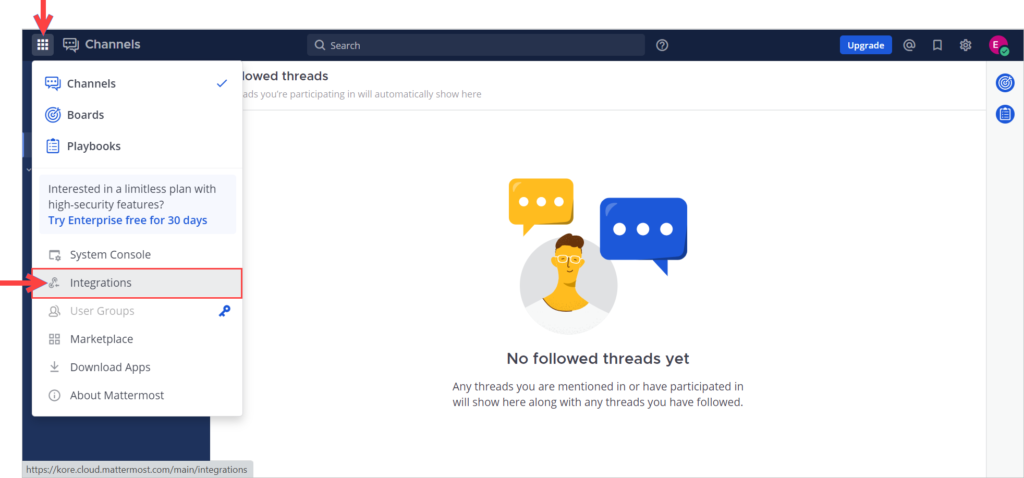 Channels
Search
Upgrade
E
Channels
Boards
Playbooks
Interested in a limitless plan with
high-security features?
Try Enterprise free for 30 days
System Console
Integrations
User Groups
Marketplace
Download Apps
About Mattermost
lowed threads
ads you're participating in will automatically show here
No followed threads yet
Any threads you are mentioned in or have participated in
will show here along with any threads you have followed.
https://kore.cloud.mattermost.com/main/integrations